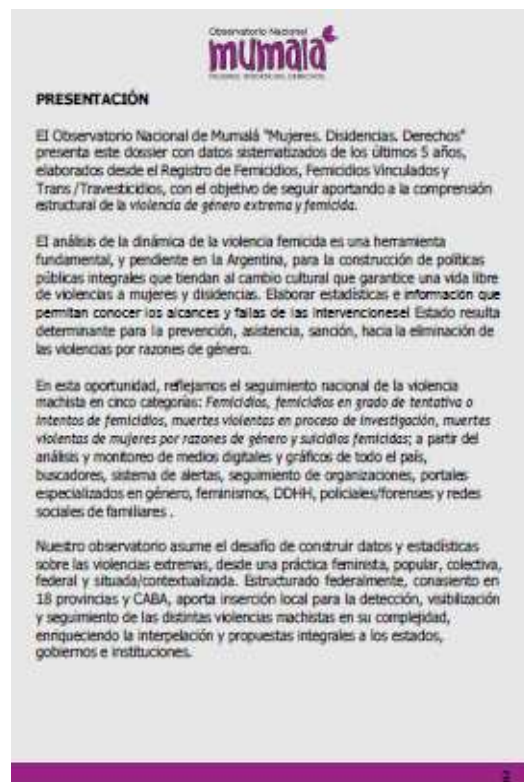 Observatorio Nacional
mumalá
MUJERES. DISIDENCIAS. DERECHOS
PRESENTACIÓN
El Observatorio Nacional de Mumalá "Mujeres. Disidencias. Derechos"
presenta este dossier con datos sistematizados de los últimos 5 años,
elaborados desde el Registro de Femicidios, Femicidios Vinculados y
Trans /Travesticidios, con el objetivo de seguir aportando a la comprensión
estructural de la violencia de género extrema y femicida.
El análisis de la dinámica de la violencia femicida es una herramienta
fundamental, y pendiente en la Argentina, para la construcción de políticas
públicas integrales que tiendan al cambio cultural que garantice una vida libre
de violencias a mujeres y disidencias. Elaborar estadísticas e información que
permitan conocer los alcances y fallas de las intervencionesel Estado resulta
determinante para la prevención, asistencia, sanción, hacia la eliminación de
las violencias por razones de género.
En esta oportunidad, reflejamos el seguimiento nacional de la violencia
machista en cinco categorías: Femicidios, femicidios en grado de tentativa o
intentos de femicidios, muertes violentas en proceso de investigación, muertes
violentas de mujeres por razones de género y suicidios femicidas; a partir del
análisis y monitoreo de medios digitales y gráficos de todo el país,
buscadores, sistema de alertas, seguimiento de organizaciones, portales
especializados en género, feminismos, DDHH, policiales/forenses y redes
sociales de familiares .
Nuestro observatorio asume el desafío de construir datos y estadísticas
sobre las violencias extremas, desde una práctica feminista, popular, colectiva,
federal y situada/contextualizada. Estructurado federalmente, conasiento en
18 provincias y CABA, aporta inserción local para la detección, visibilización
y seguimiento de las distintas violencias machistas en su complejidad,
enriqueciendo la interpelación y propuestas integrales a los estados,
gobiernos e instituciones.